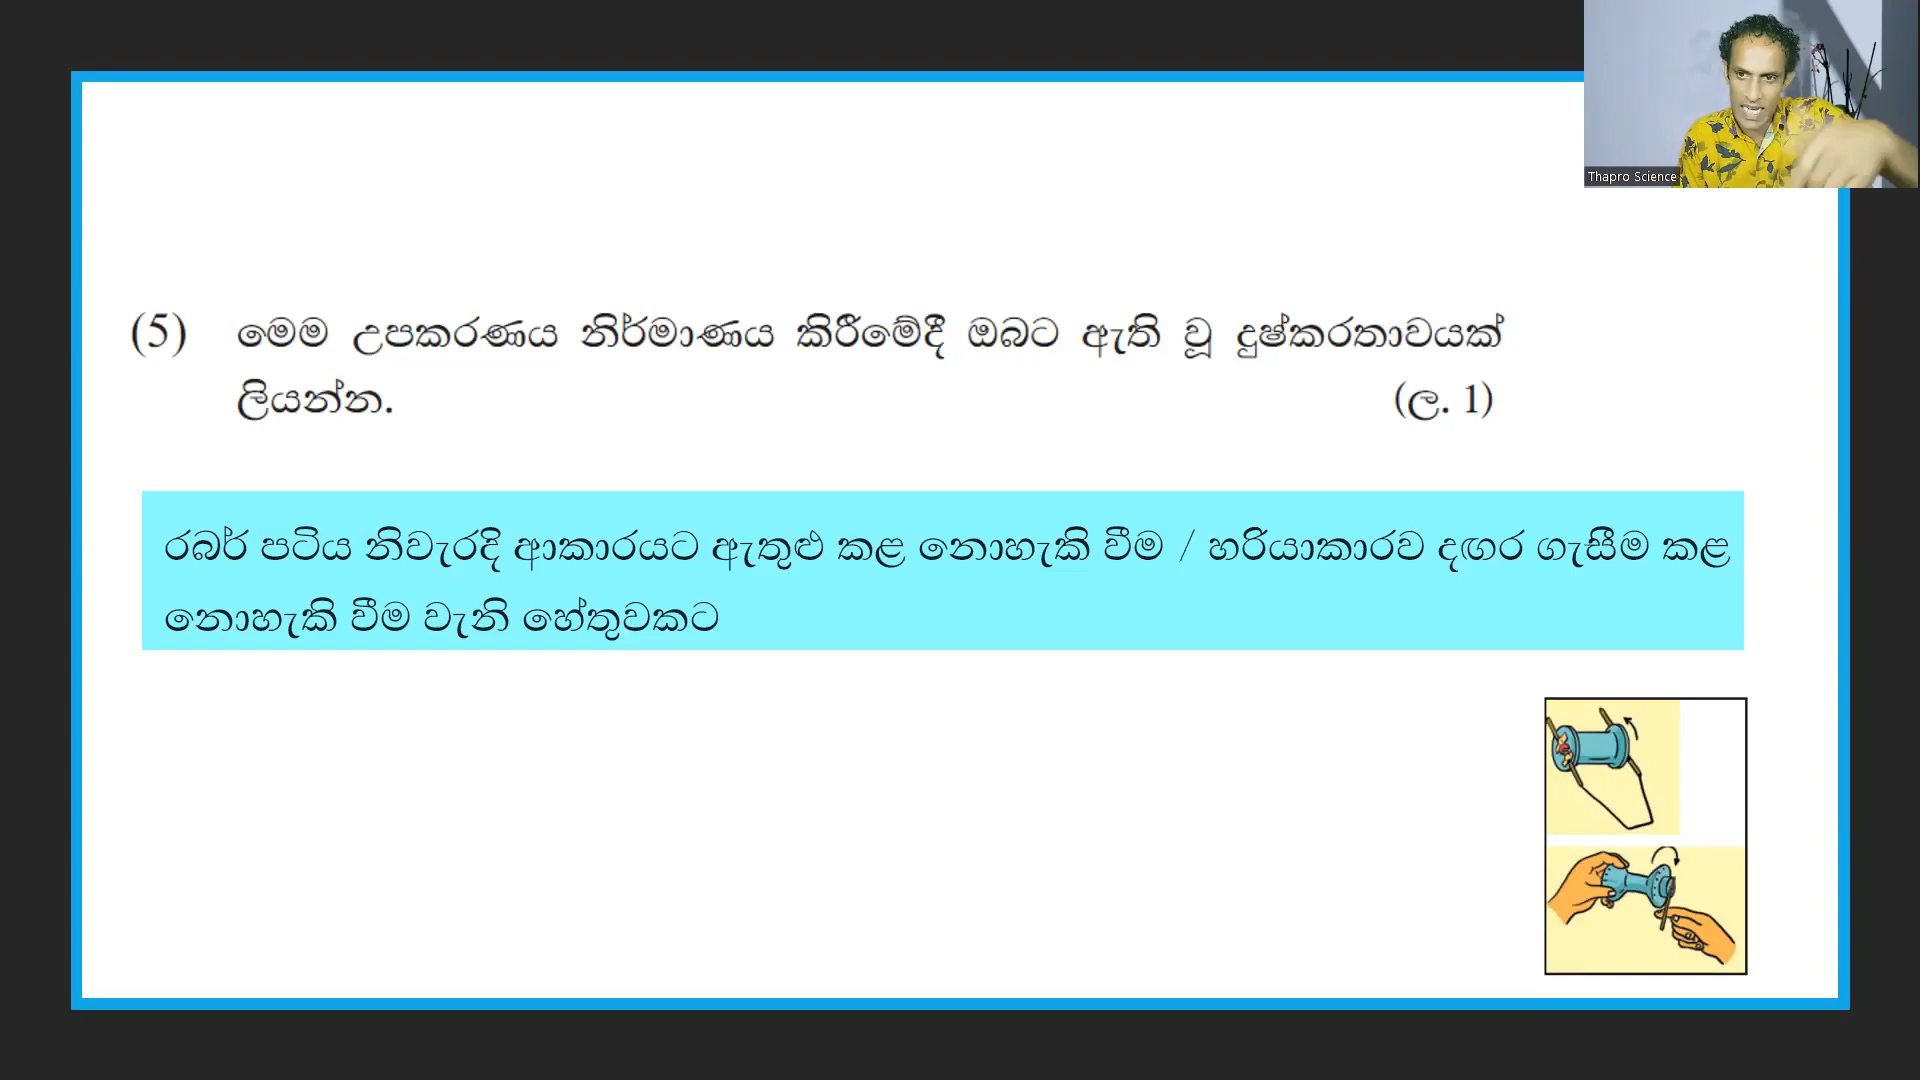 Thapro Science
(5) මෙම උපකරණය නිර්මාණය කිරීමේදී ඔබට ඇති වූ දුෂ්කරතාවයක්
ලියන්න. (ල. 1)
රබර් පටිය නිවැරදි ආකාරයට ඇතුළු කළ නොහැකි වීම / හරියාකාරව දඟර ගැසීම කළ
නොහැකි වීම වැනි හේතුවකට